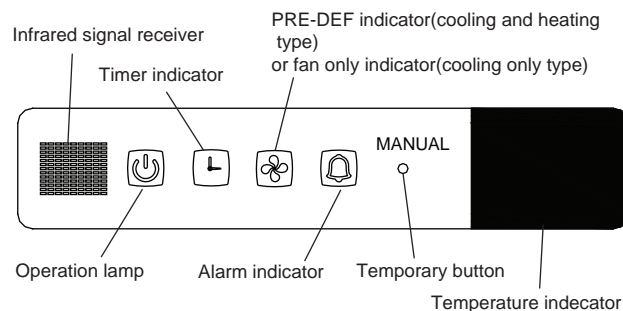 PRE-DEF indicator(cooling and heating
type)
or fan only indicator(cooling only type)
Infrared signal receiver
Timer indicator
MANUAL
Operation lamp
Alarm indicator
Temporary button
Temperature indecator